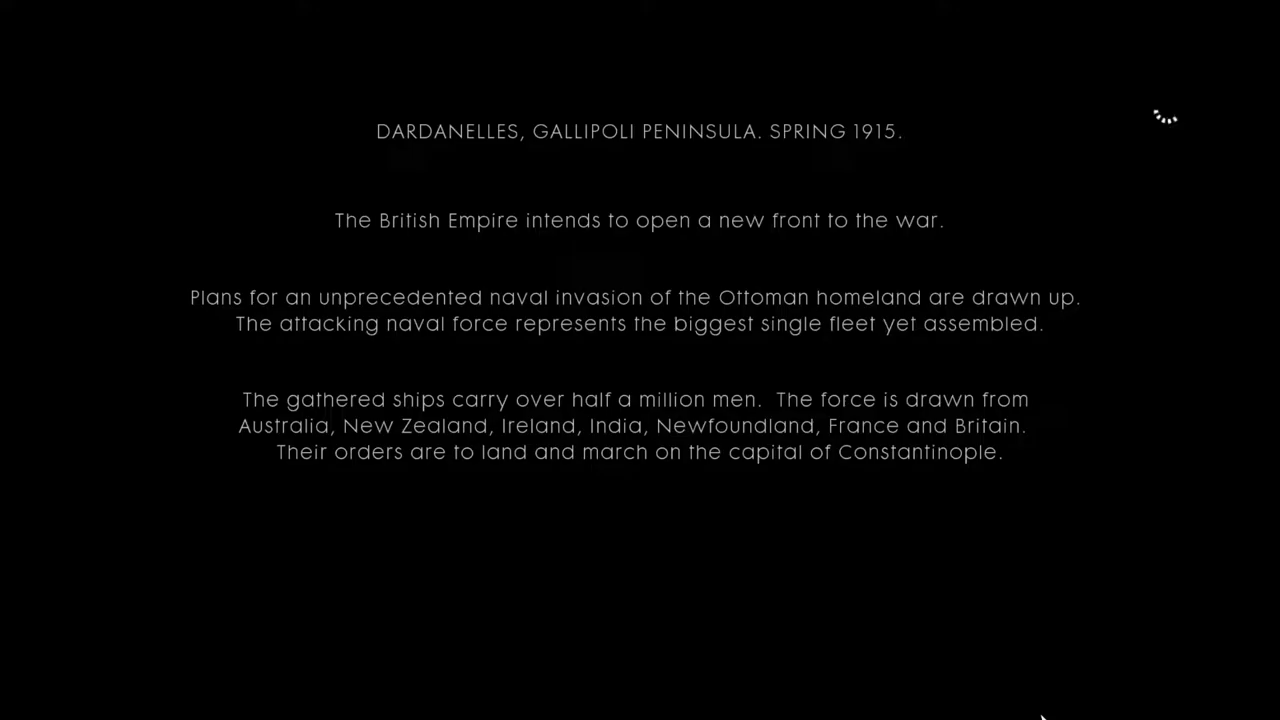 DARDANELLES, GALLIPOLI PENINSULA. SPRING 1915.
The British Empire intends to open a new front to the war.
Plans for an unprecedented naval invasion of the Ottoman homeland are drawn up.
The attacking naval force represents the biggest single fleet yet assembled.
The gathered ships carry over half a million men. The force is drawn from
Australia, New Zealand, Ireland, India, Newfoundland, France and Britain.
Their orders are to land and march on the capital of Constantinople.